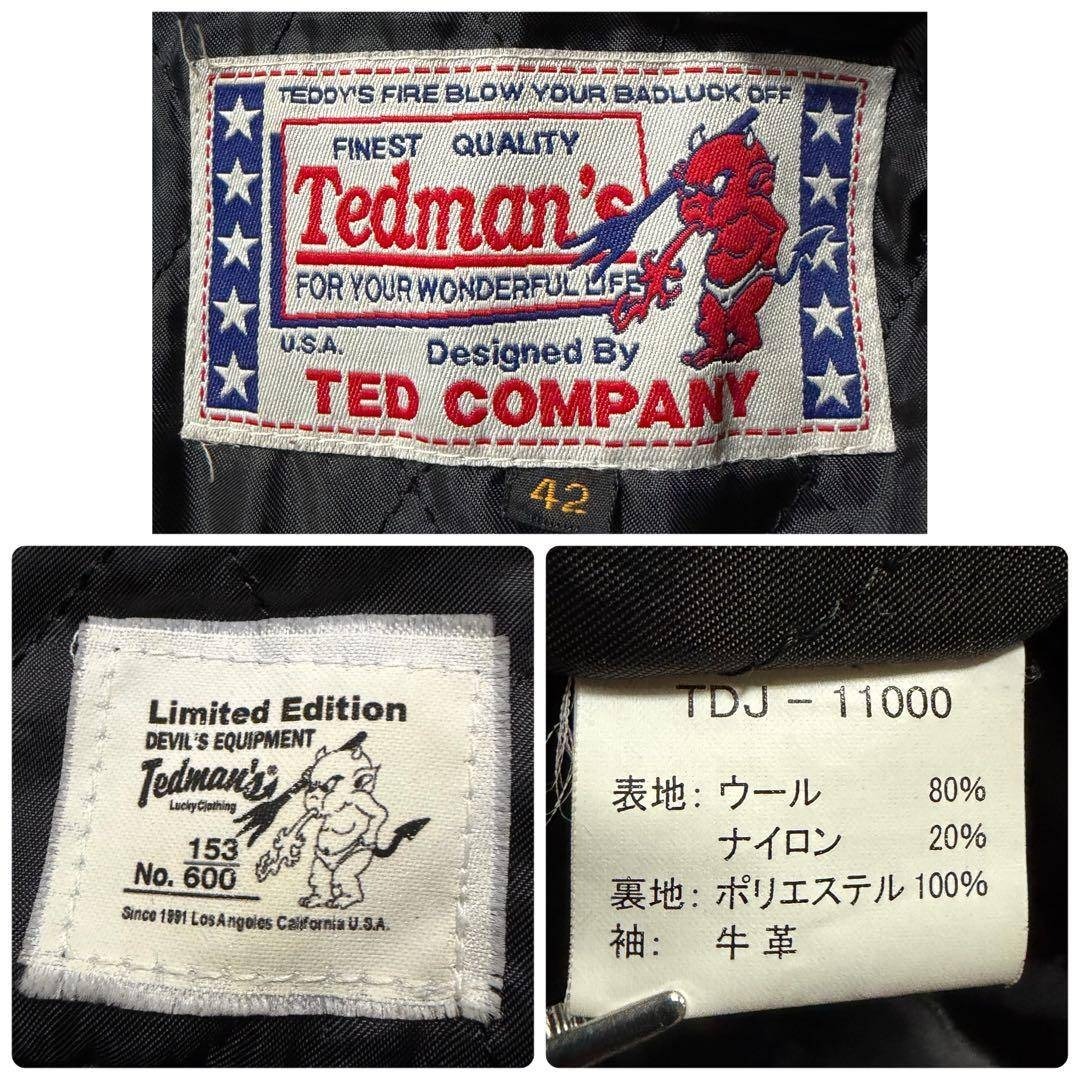 TEDDY'S FIRE BLOW YOUR BADLUCK OFF
FINEST QUALITY
Tedman's
FOR YOUR WONDERFUL LIFE
U.S.A. Designed By
TED COMPANY
42
Limited Edition
DEVIL'S EQUIPMENT
Tedman's®
Lucky Clothing
No. 153/600
Since 1991 Los Angeles California U.S.A.
TDJ-11000
表地: ウール 80%
ナイロン 20%
裏地: ポリエステル 100%
袖: 牛革